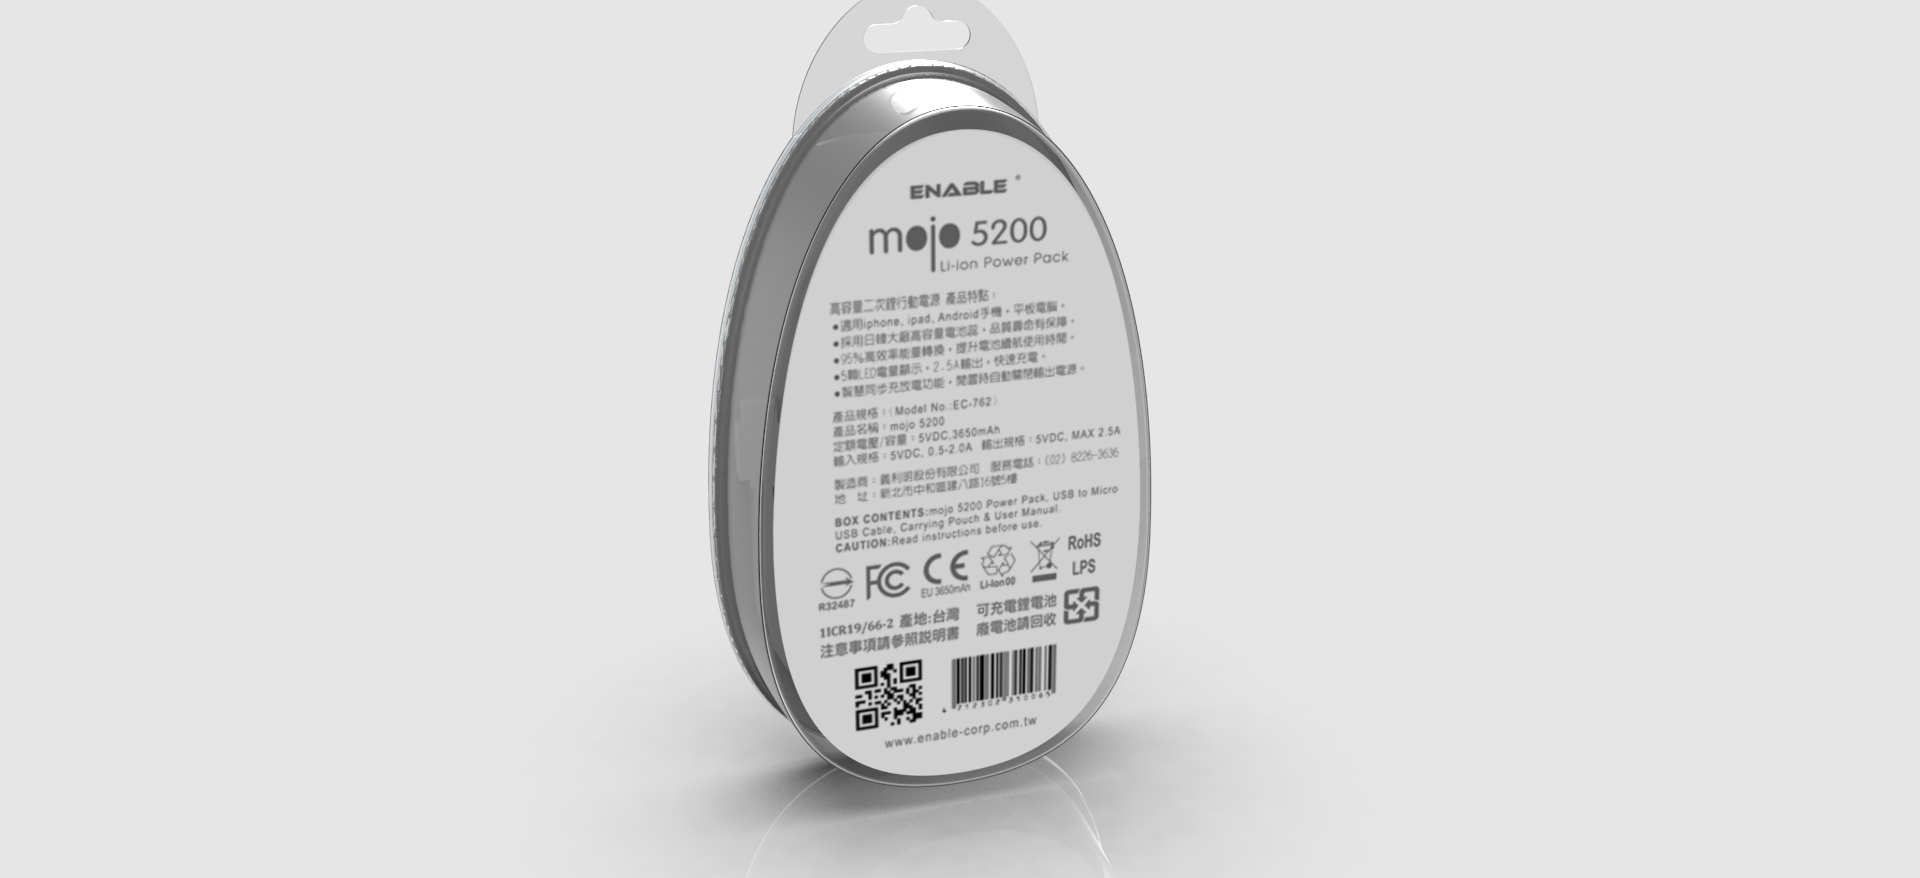 ENABLE®
mojo 5200
Li-ion Power Pack
高容量二次鋰行動電源 產品特點：
●適用iphone, ipad, Android手機，平板電腦。
●採用日韓大廠高容量電池蕊，品質壽命有保障。
●95%高效率能量轉換，提升電池續航使用時間。
●5顆LED電量顯示，2.5A輸出，快速充電。
●智慧同步充放電功能，閒置時自動關閉輸出電源。
產品規格：（Model No.:EC-762）
產品名稱：mojo 5200
定額電壓/容量：5VDC,3650mAh
輸入規格：5VDC, 0.5-2.0A 輸出規格：5VDC, MAX 2.5A
製造商：義利明股份有限公司 服務電話：(02) 8226-3636
地 址：新北市中和區建八路16號5樓
BOX CONTENTS:mojo 5200 Power Pack, USB to Micro
USB Cable, Carrying Pouch & User Manual.
CAUTION:Read instructions before use.
R32487
FC
CE
EU 3650mAh
Li-Ion00
RoHS
LPS
1ICR19/66-2 產地:台灣 可充電鋰電池
注意事項請參照說明書 廢電池請回收
4 712302 310065
www.enable-corp.com.tw